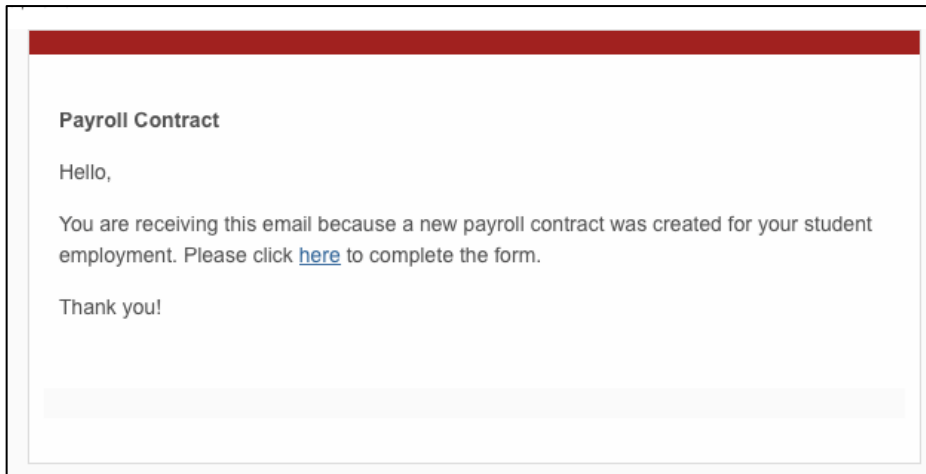 Payroll Contract
Hello,
You are receiving this email because a new payroll contract was created for your student
employment. Please click here to complete the form.
Thank you!